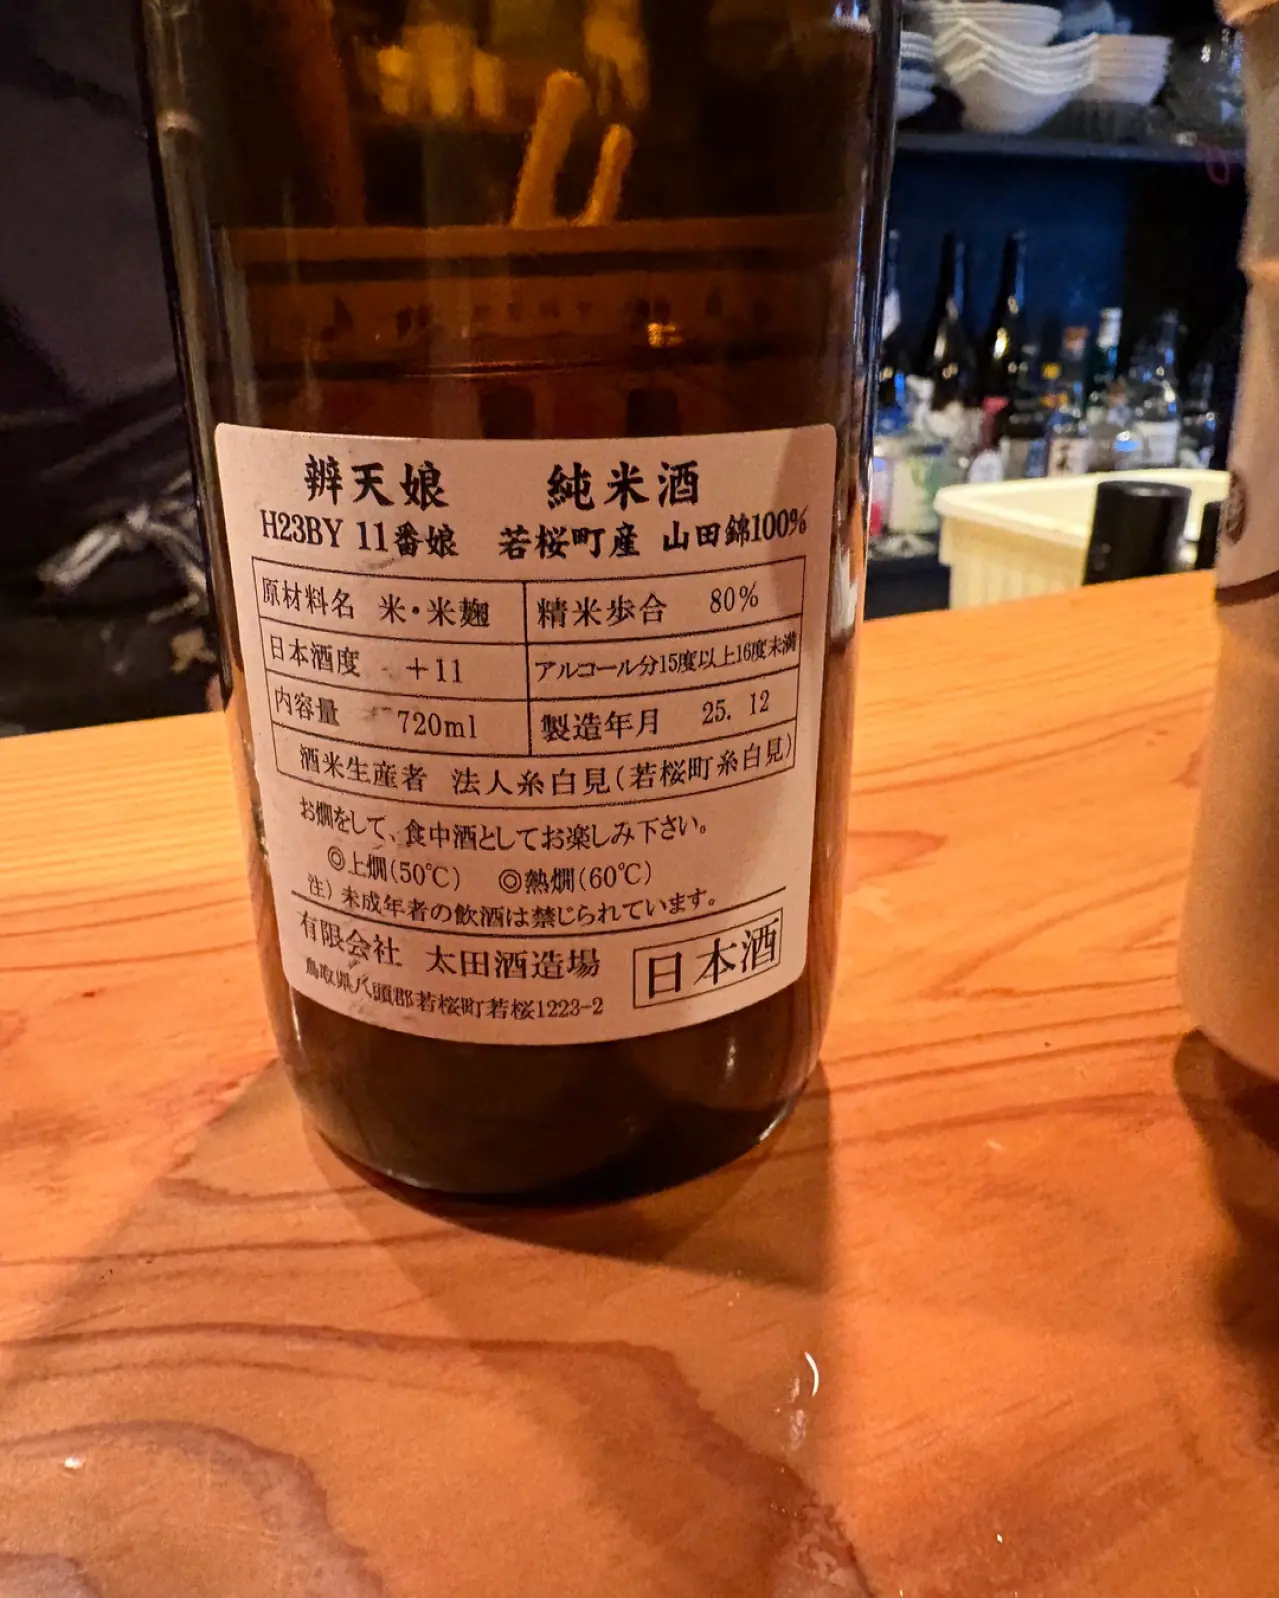 辨天娘 純米酒
H23BY 11番娘 若桜町産 山田錦100%
原材料名 米・米麹 精米歩合 80%
日本酒度 +11 アルコール分15度以上16度未満
内容量 720ml 製造年月 25. 12
酒米生産者 法人糸白見(若桜町糸白見)
お燗をして、食中酒としてお楽しみ下さい。
◎上燗(50℃) ◎熱燗(60℃)
注)未成年者の飲酒は禁じられています。
有限会社 太田酒造場
鳥取県八頭郡若桜町若桜1223-2
日本酒